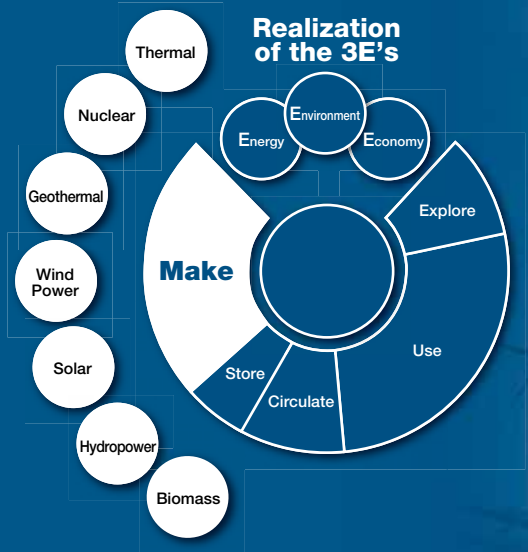 Realization
of the 3E's
Thermal
Nuclear
Geothermal
Wind
Power
Solar
Hydropower
Biomass
Energy
Environment
Economy
Make
Store
Circulate
Use
Explore